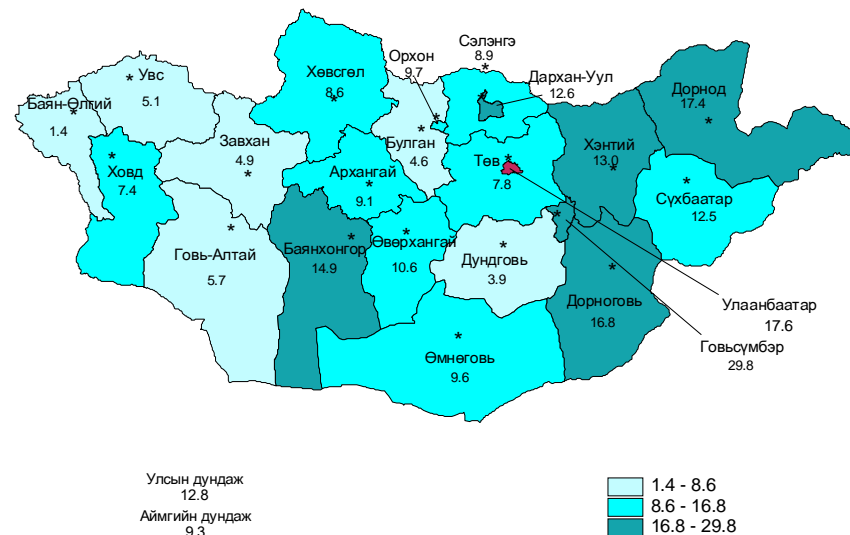 Увс
5.1
Баян-Өлгий
1.4
Ховд
7.4
Завхан
4.9
Говь-Алтай
5.7
Хөвсгөл
8.6
Архангай
9.1
Баянхонгор
14.9
Өвөрхангай
10.6
Орхон
9.7
Булган
4.6
Сэлэнгэ
8.9
Дархан-Уул
12.6
Төв
7.8
Дундговь
3.9
Өмнөговь
9.6
Хэнтий
13.0
Дорнод
17.4
Сүхбаатар
12.5
Дорноговь
16.8
Улаанбаатар
17.6
Говьсүмбэр
29.8
Улсын дундаж
12.8
Аймгийн дундаж
9.3
1.4 - 8.6
8.6 - 16.8
16.8 - 29.8